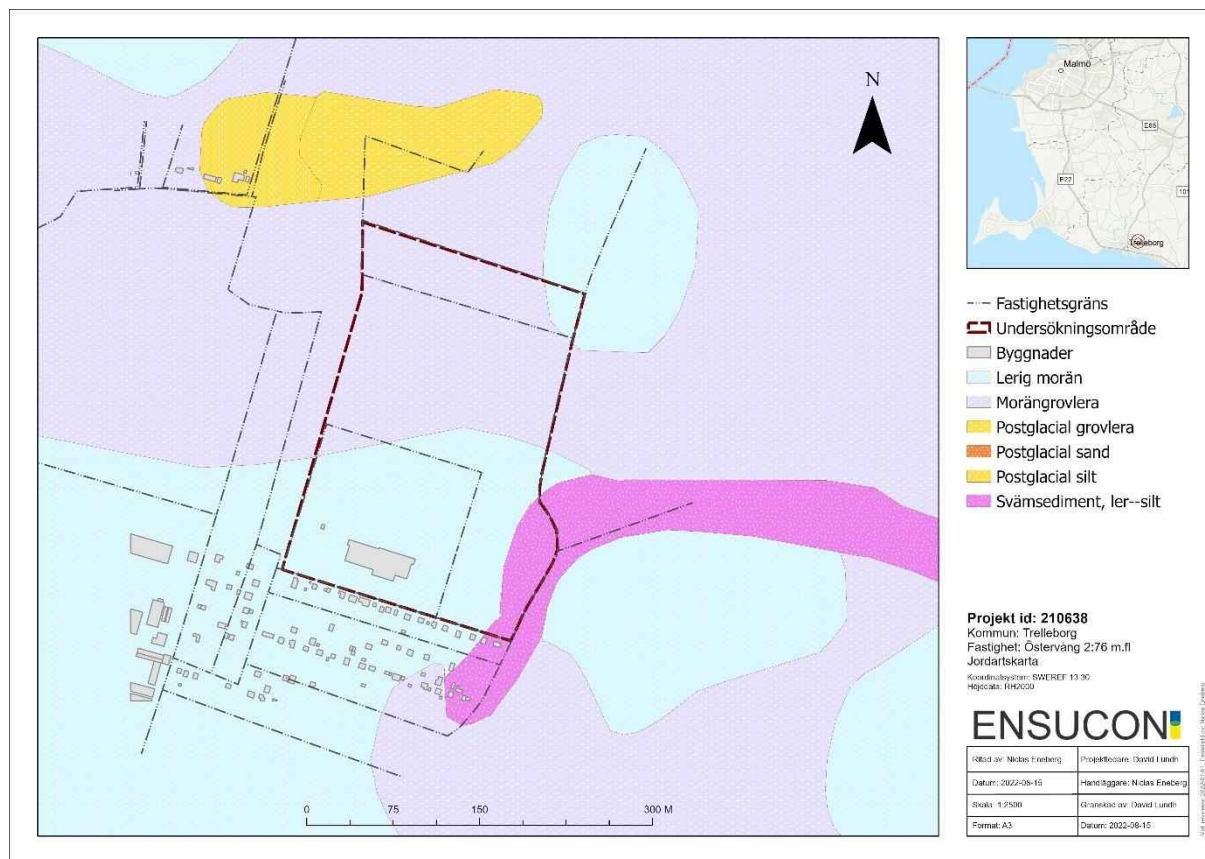 N
Malmö
E65
E22
101
Trelleborg
Fastighetsgräns
Undersökningsområde
Byggnader
Lerig morän
Morängrovlera
Postglacial grovlera
Postglacial sand
Postglacial silt
Svämsediment, ler--silt
Projekt id: 210638
Kommun: Trelleborg
Fastighet: Östervång 2:76 m.fl
Jordartskarta
Koordinatsystem: SWEREF 13 30
Höjddata: RH2000
ENSUCON
Ritad av: Niclas Eneberg
Projektledare: David Lundh
Datum: 2022-08-15
Handläggare: Niclas Eneberg
Skala: 1:2500
Granskad av: David Lundh
Format: A3
Datum: 2022-08-15
0 75 150 300 M